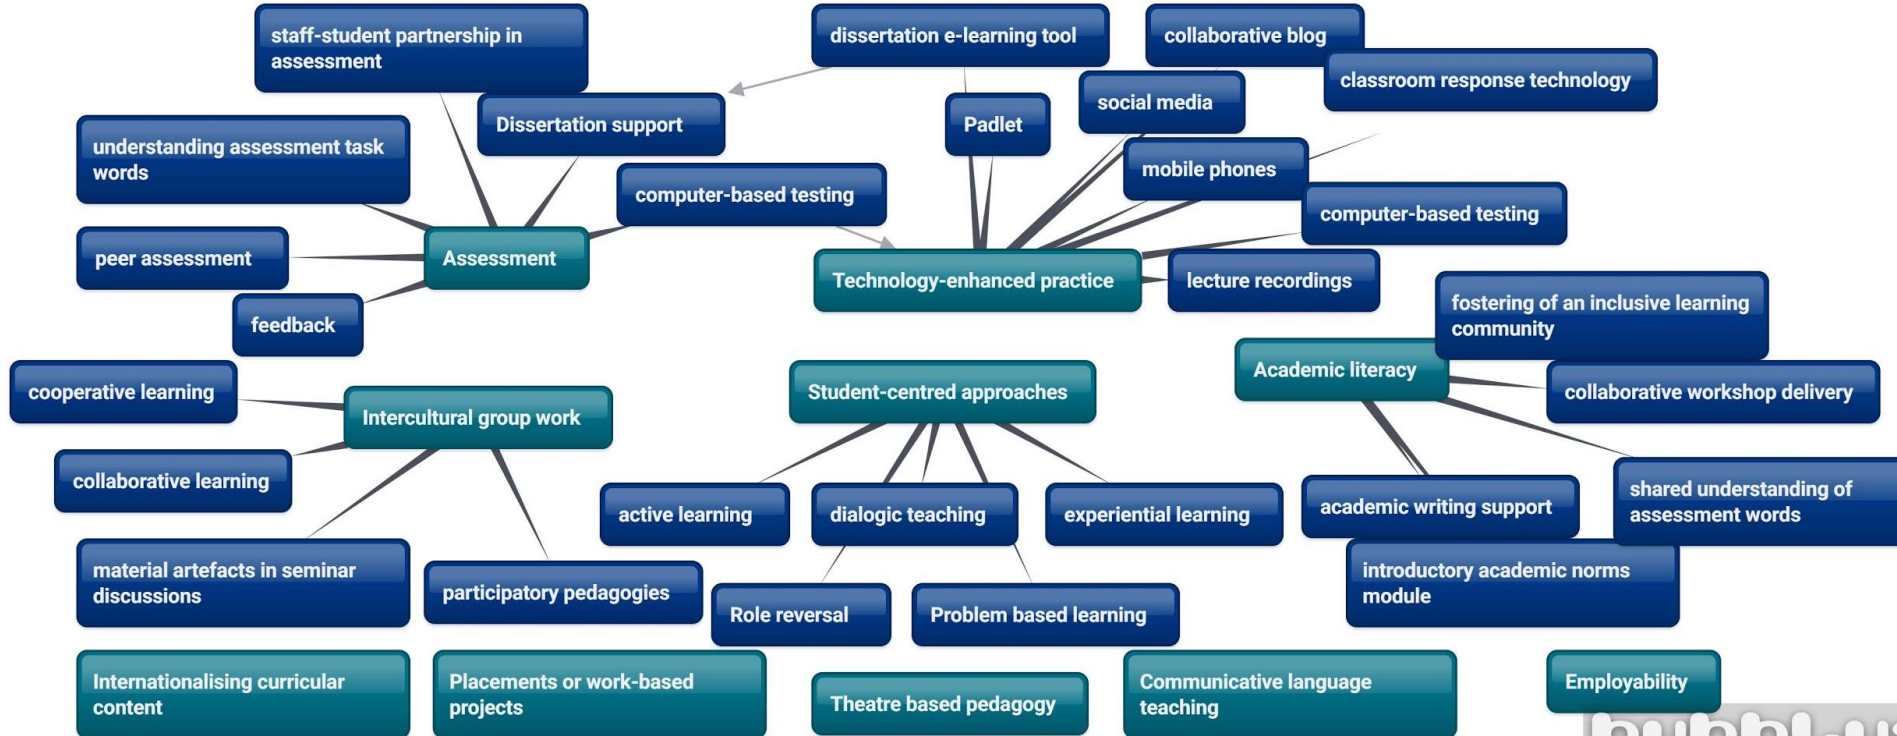 staff-student partnership in
assessment
dissertation e-learning tool
collaborative blog
classroom response technology
social media
Dissertation support
Padlet
understanding assessment task
words
mobile phones
computer-based testing
computer-based testing
peer assessment
Assessment
Technology-enhanced practice
lecture recordings
feedback
fostering of an inclusive learning
community
Academic literacy
cooperative learning
Intercultural group work
Student-centred approaches
collaborative workshop delivery
collaborative learning
active learning
dialogic teaching
experiential learning
academic writing support
shared understanding of
assessment words
material artefacts in seminar
discussions
participatory pedagogies
introductory academic norms
module
Role reversal
Problem based learning
Internationalising curricular
content
Placements or work-based
projects
Theatre based pedagogy
Communicative language
teaching
Employability